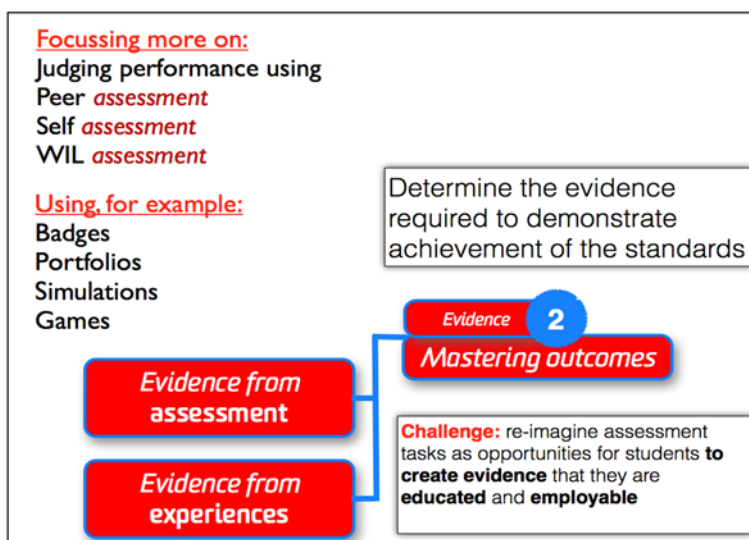 Focussing more on:
Judging performance using
Peer assessment
Self assessment
WIL assessment
Using, for example:
Badges
Portfolios
Simulations
Games
Determine the evidence
required to demonstrate
achievement of the standards
Evidence
2
Mastering outcomes
Evidence from
assessment
Evidence from
experiences
Challenge: re-imagine assessment
tasks as opportunities for students to
create evidence that they are
educated and employable